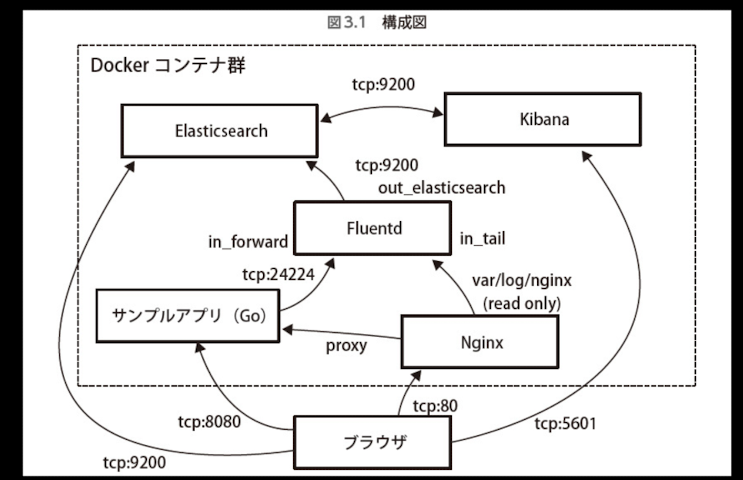 図3.1 構成図
Docker コンテナ群
tcp:9200
Elasticsearch
Kibana
tcp:9200
out_elasticsearch
Fluentd
in_forward
in_tail
tcp:24224
var/log/nginx
(read only)
サンプルアプリ（Go）
proxy
Nginx
tcp:8080
tcp:80
tcp:5601
ブラウザ
tcp:9200